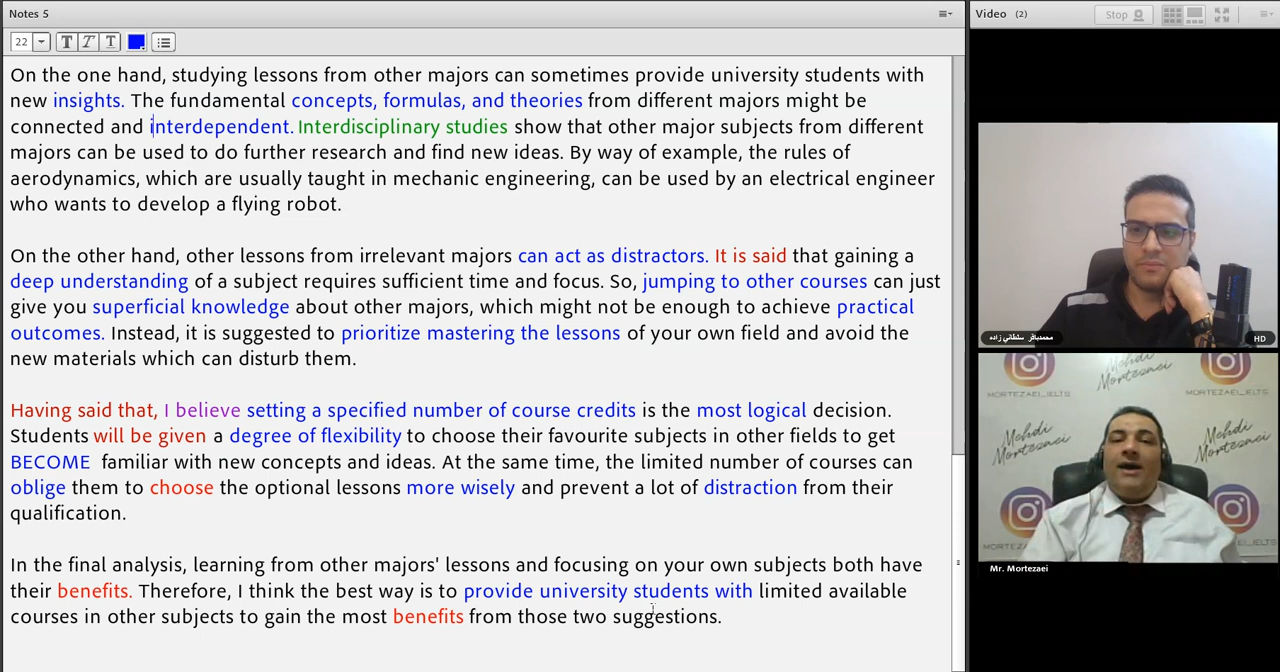 Notes 5
Video (2)
Stop
22
T T T
On the one hand, studying lessons from other majors can sometimes provide university students with
new insights. The fundamental concepts, formulas, and theories from different majors might be
connected and interdependent. Interdisciplinary studies show that other major subjects from different
majors can be used to do further research and find new ideas. By way of example, the rules of
aerodynamics, which are usually taught in mechanic engineering, can be used by an electrical engineer
who wants to develop a flying robot.
On the other hand, other lessons from irrelevant majors can act as distractors. It is said that gaining a
deep understanding of a subject requires sufficient time and focus. So, jumping to other courses can just
give you superficial knowledge about other majors, which might not be enough to achieve practical
outcomes. Instead, it is suggested to prioritize mastering the lessons of your own field and avoid the
new materials which can disturb them.
Having said that, I believe setting a specified number of course credits is the most logical decision.
Students will be given a degree of flexibility to choose their favourite subjects in other fields to get
BECOME familiar with new concepts and ideas. At the same time, the limited number of courses can
oblige them to choose the optional lessons more wisely and prevent a lot of distraction from their
qualification.
In the final analysis, learning from other majors' lessons and focusing on your own subjects both have
their benefits. Therefore, I think the best way is to provide university students with limited available
courses in other subjects to gain the most benefits from those two suggestions.
محمدباقر سلطاني زاده
HD
Mehdi
Mortezaei
MORTEZAEI_IELTS
Mehdi
Mortezaei
Mehdi
Mortezaei
Mr. Mortezaei